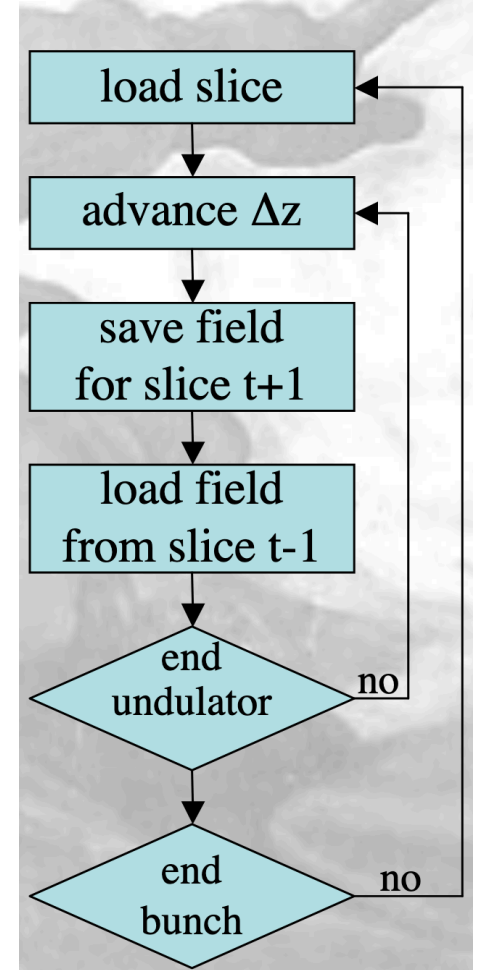 load slice
advance Δz
save field
for slice t+1
load field
from slice t-1
end
undulator
no
end
bunch
no